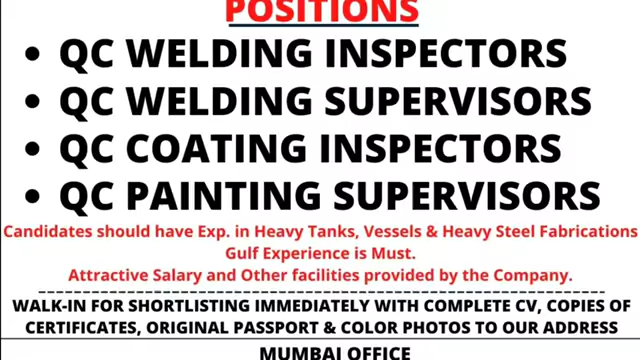 POSITIONS
• QC WELDING INSPECTORS
• QC WELDING SUPERVISORS
• QC COATING INSPECTORS
• QC PAINTING SUPERVISORS
Candidates should have Exp. in Heavy Tanks, Vessels & Heavy Steel Fabrications
Gulf Experience is Must.
Attractive Salary and Other facilities provided by the Company.
WALK-IN FOR SHORTLISTING IMMEDIATELY WITH COMPLETE CV, COPIES OF
CERTIFICATES, ORIGINAL PASSPORT & COLOR PHOTOS TO OUR ADDRESS
MUMBAI OFFICE